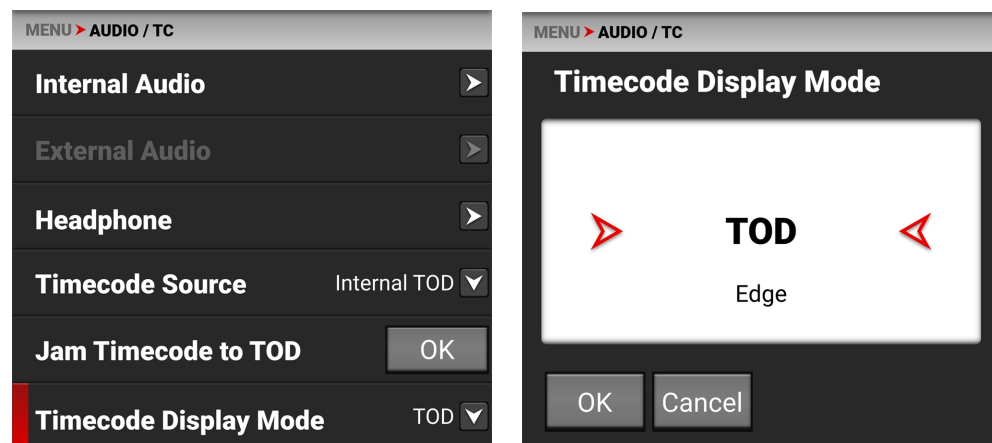 MENU AUDIO / TC
Internal Audio
External Audio
Headphone
Timecode Source Internal TOD
Jam Timecode to TOD OK
Timecode Display Mode TOD
MENU AUDIO / TC
Timecode Display Mode
TOD
Edge
OK Cancel